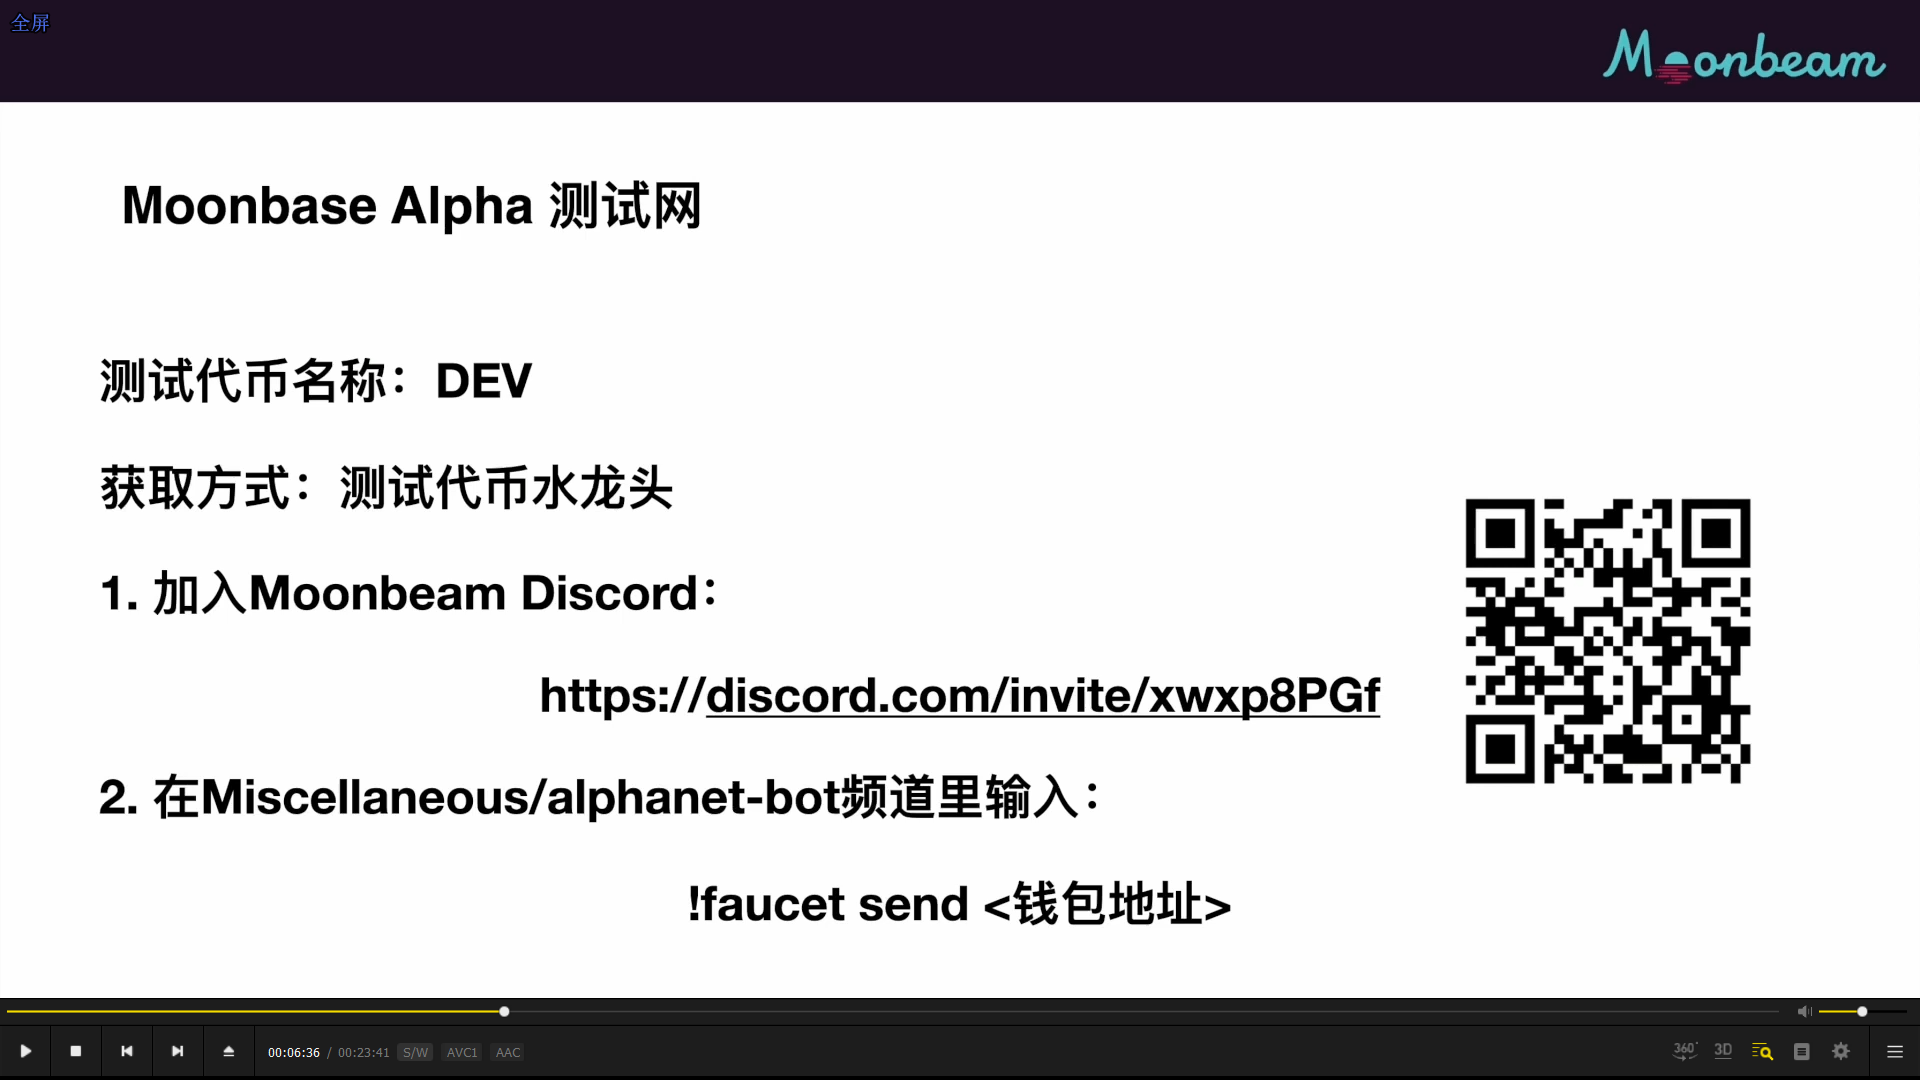 全屏
Moonbeam
Moonbase Alpha 测试网
测试代币名称：DEV
获取方式：测试代币水龙头
1. 加入Moonbeam Discord：
https://discord.com/invite/xwxp8PGf
2. 在Miscellaneous/alphanet-bot频道里输入：
!faucet send <钱包地址>
00:06:36 / 00:23:41 S/W AVC1 AAC
360° 3D